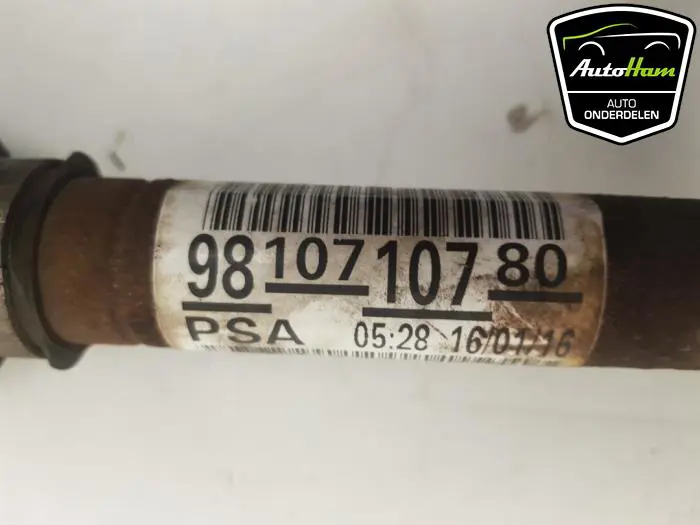 AutoHam
AUTO
ONDERDELEN
98 107 107 80
PSA 05:28 16/01/16